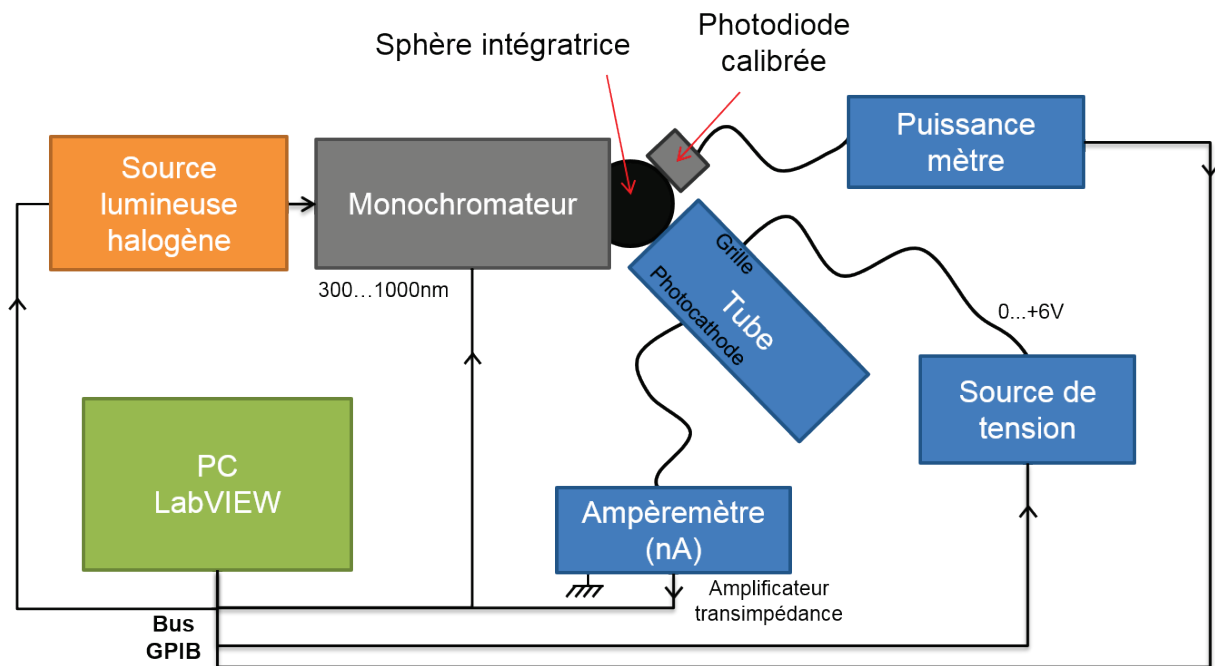 Sphère intégratrice
Photodiode
calibrée
Source
lumineuse
halogène
Monochromateur
Puissance
mètre
300...1000nm
Grille
Photocathode
Tube
0...+6V
Source de
tension
PC
LabVIEW
Ampèremètre
(nA)
Amplificateur
transimpédance
Bus
GPIB